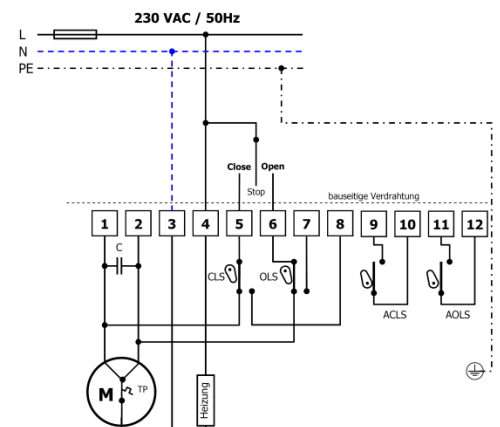 230 VAC / 50Hz
L
N
PE
Close Open
Stop
bauseitige Verdrahtung
1 2 3 4 5 6 7 8 9 10 11 12
C
CLS OLS
ACLS AOLS
M TP
Heizung